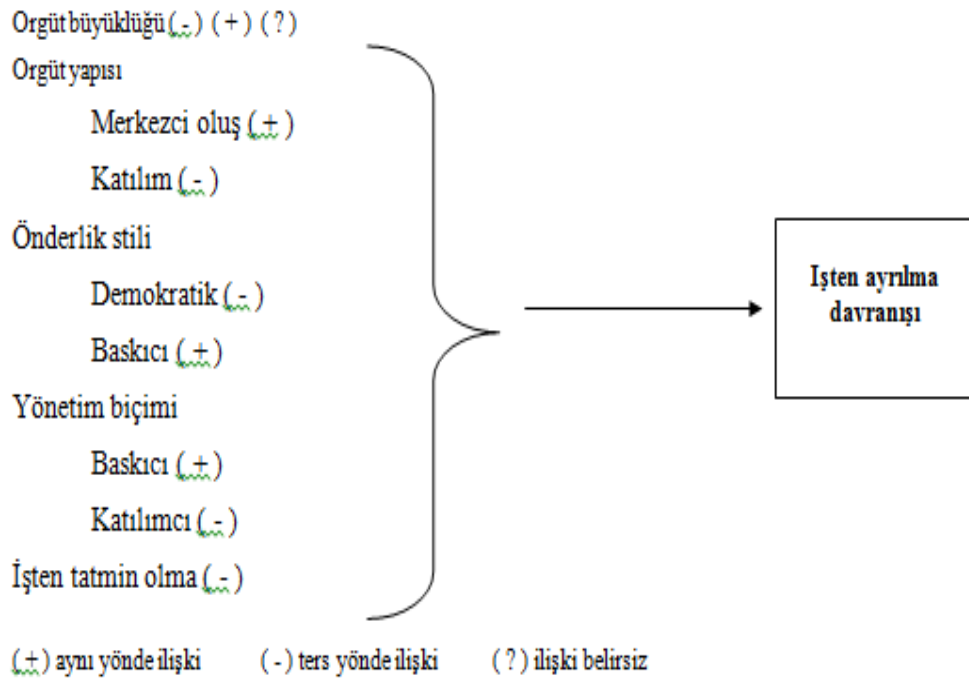 Orgüt büyüklüğü ( - ) ( + ) ( ? )
Orgüt yapısı
Merkezci oluş ( + )
Katılım ( - )
Önderlik stili
Demokratik ( - )
Baskıcı ( + )
Yönetim biçimi
Baskıcı ( + )
Katılımcı ( - )
İşten tatmin olma ( - )
Işten ayrılma
davranışı
( + ) aynı yönde ilişki ( - ) ters yönde ilişki ( ? ) ilişki belirsiz